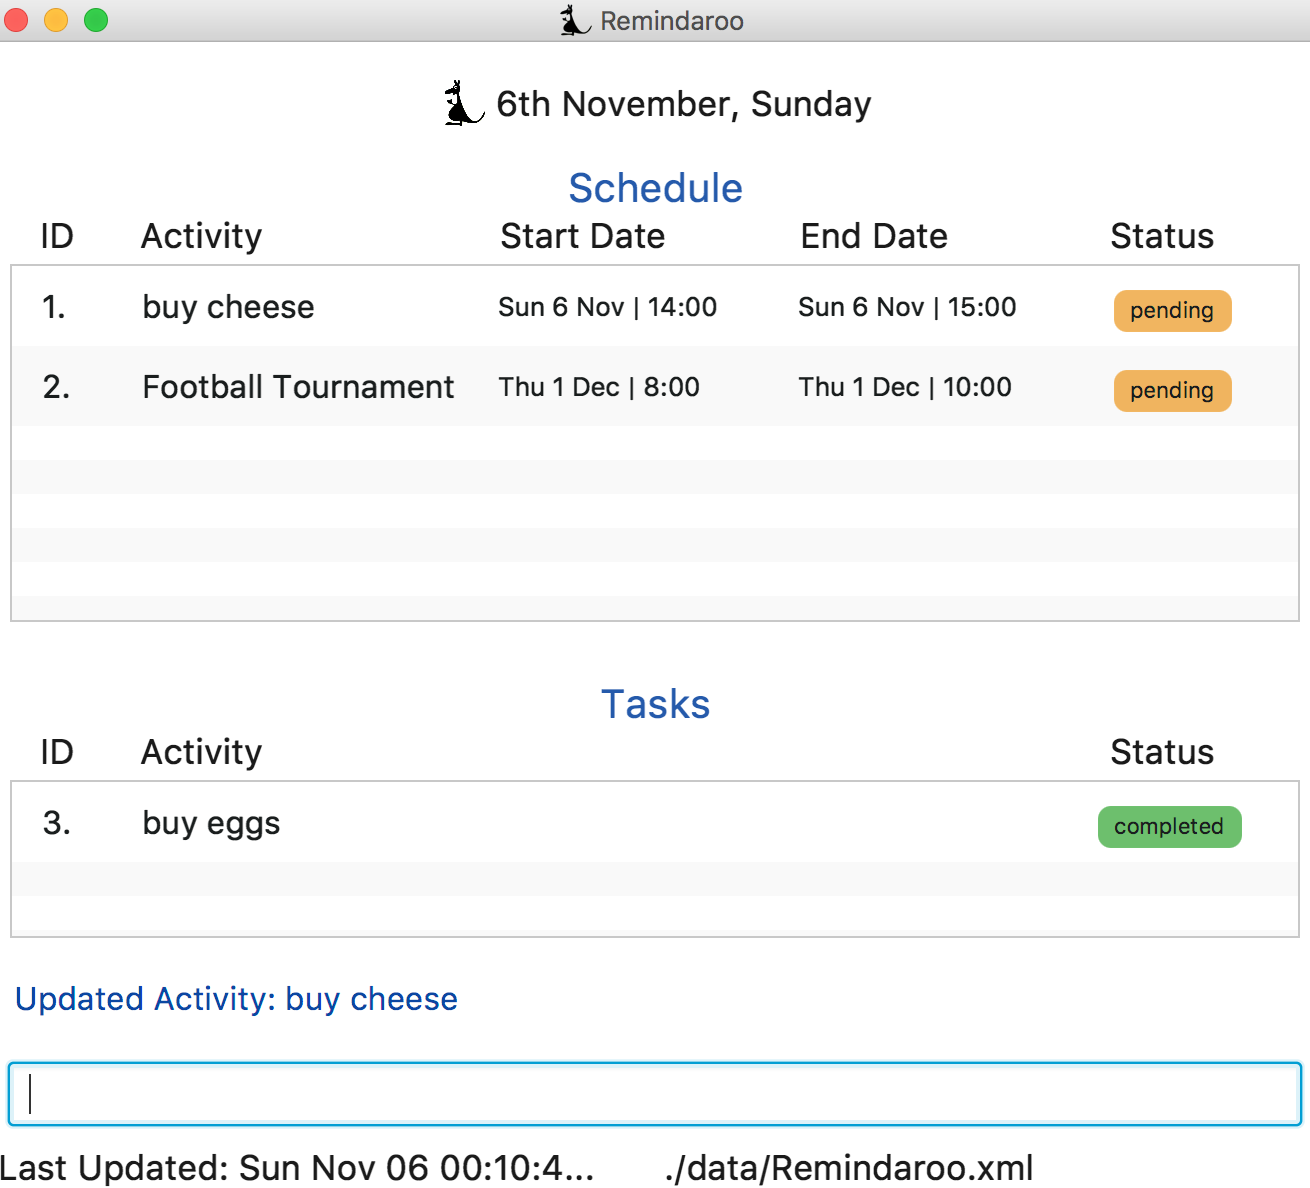 Remindaroo
6th November, Sunday
Schedule
ID Activity Start Date End Date Status
1. buy cheese Sun 6 Nov | 14:00 Sun 6 Nov | 15:00 pending
2. Football Tournament Thu 1 Dec | 8:00 Thu 1 Dec | 10:00 pending
Tasks
ID Activity Status
3. buy eggs completed
Updated Activity: buy cheese
Last Updated: Sun Nov 06 00:10:4... ./data/Remindaroo.xml